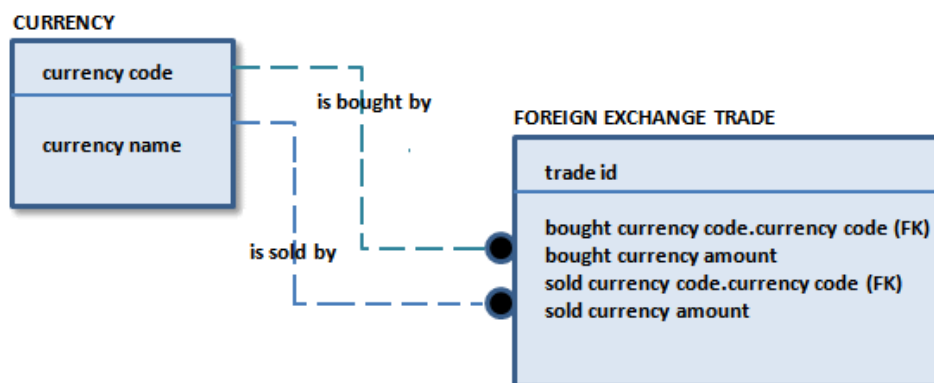 CURRENCY
currency code
currency name
is bought by
is sold by
FOREIGN EXCHANGE TRADE
trade id
bought currency code.currency code (FK)
bought currency amount
sold currency code.currency code (FK)
sold currency amount